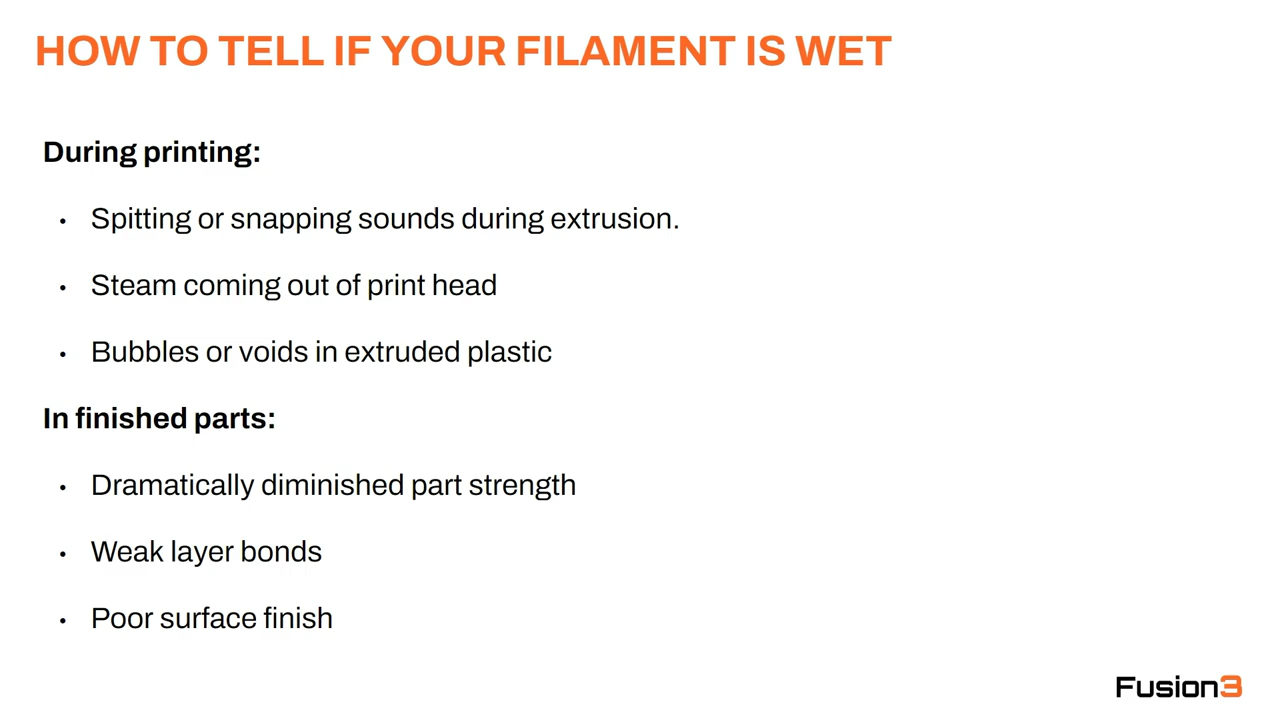 HOW TO TELL IF YOUR FILAMENT IS WET
During printing:
• Spitting or snapping sounds during extrusion.
• Steam coming out of print head
• Bubbles or voids in extruded plastic
In finished parts:
• Dramatically diminished part strength
• Weak layer bonds
• Poor surface finish
Fusion3